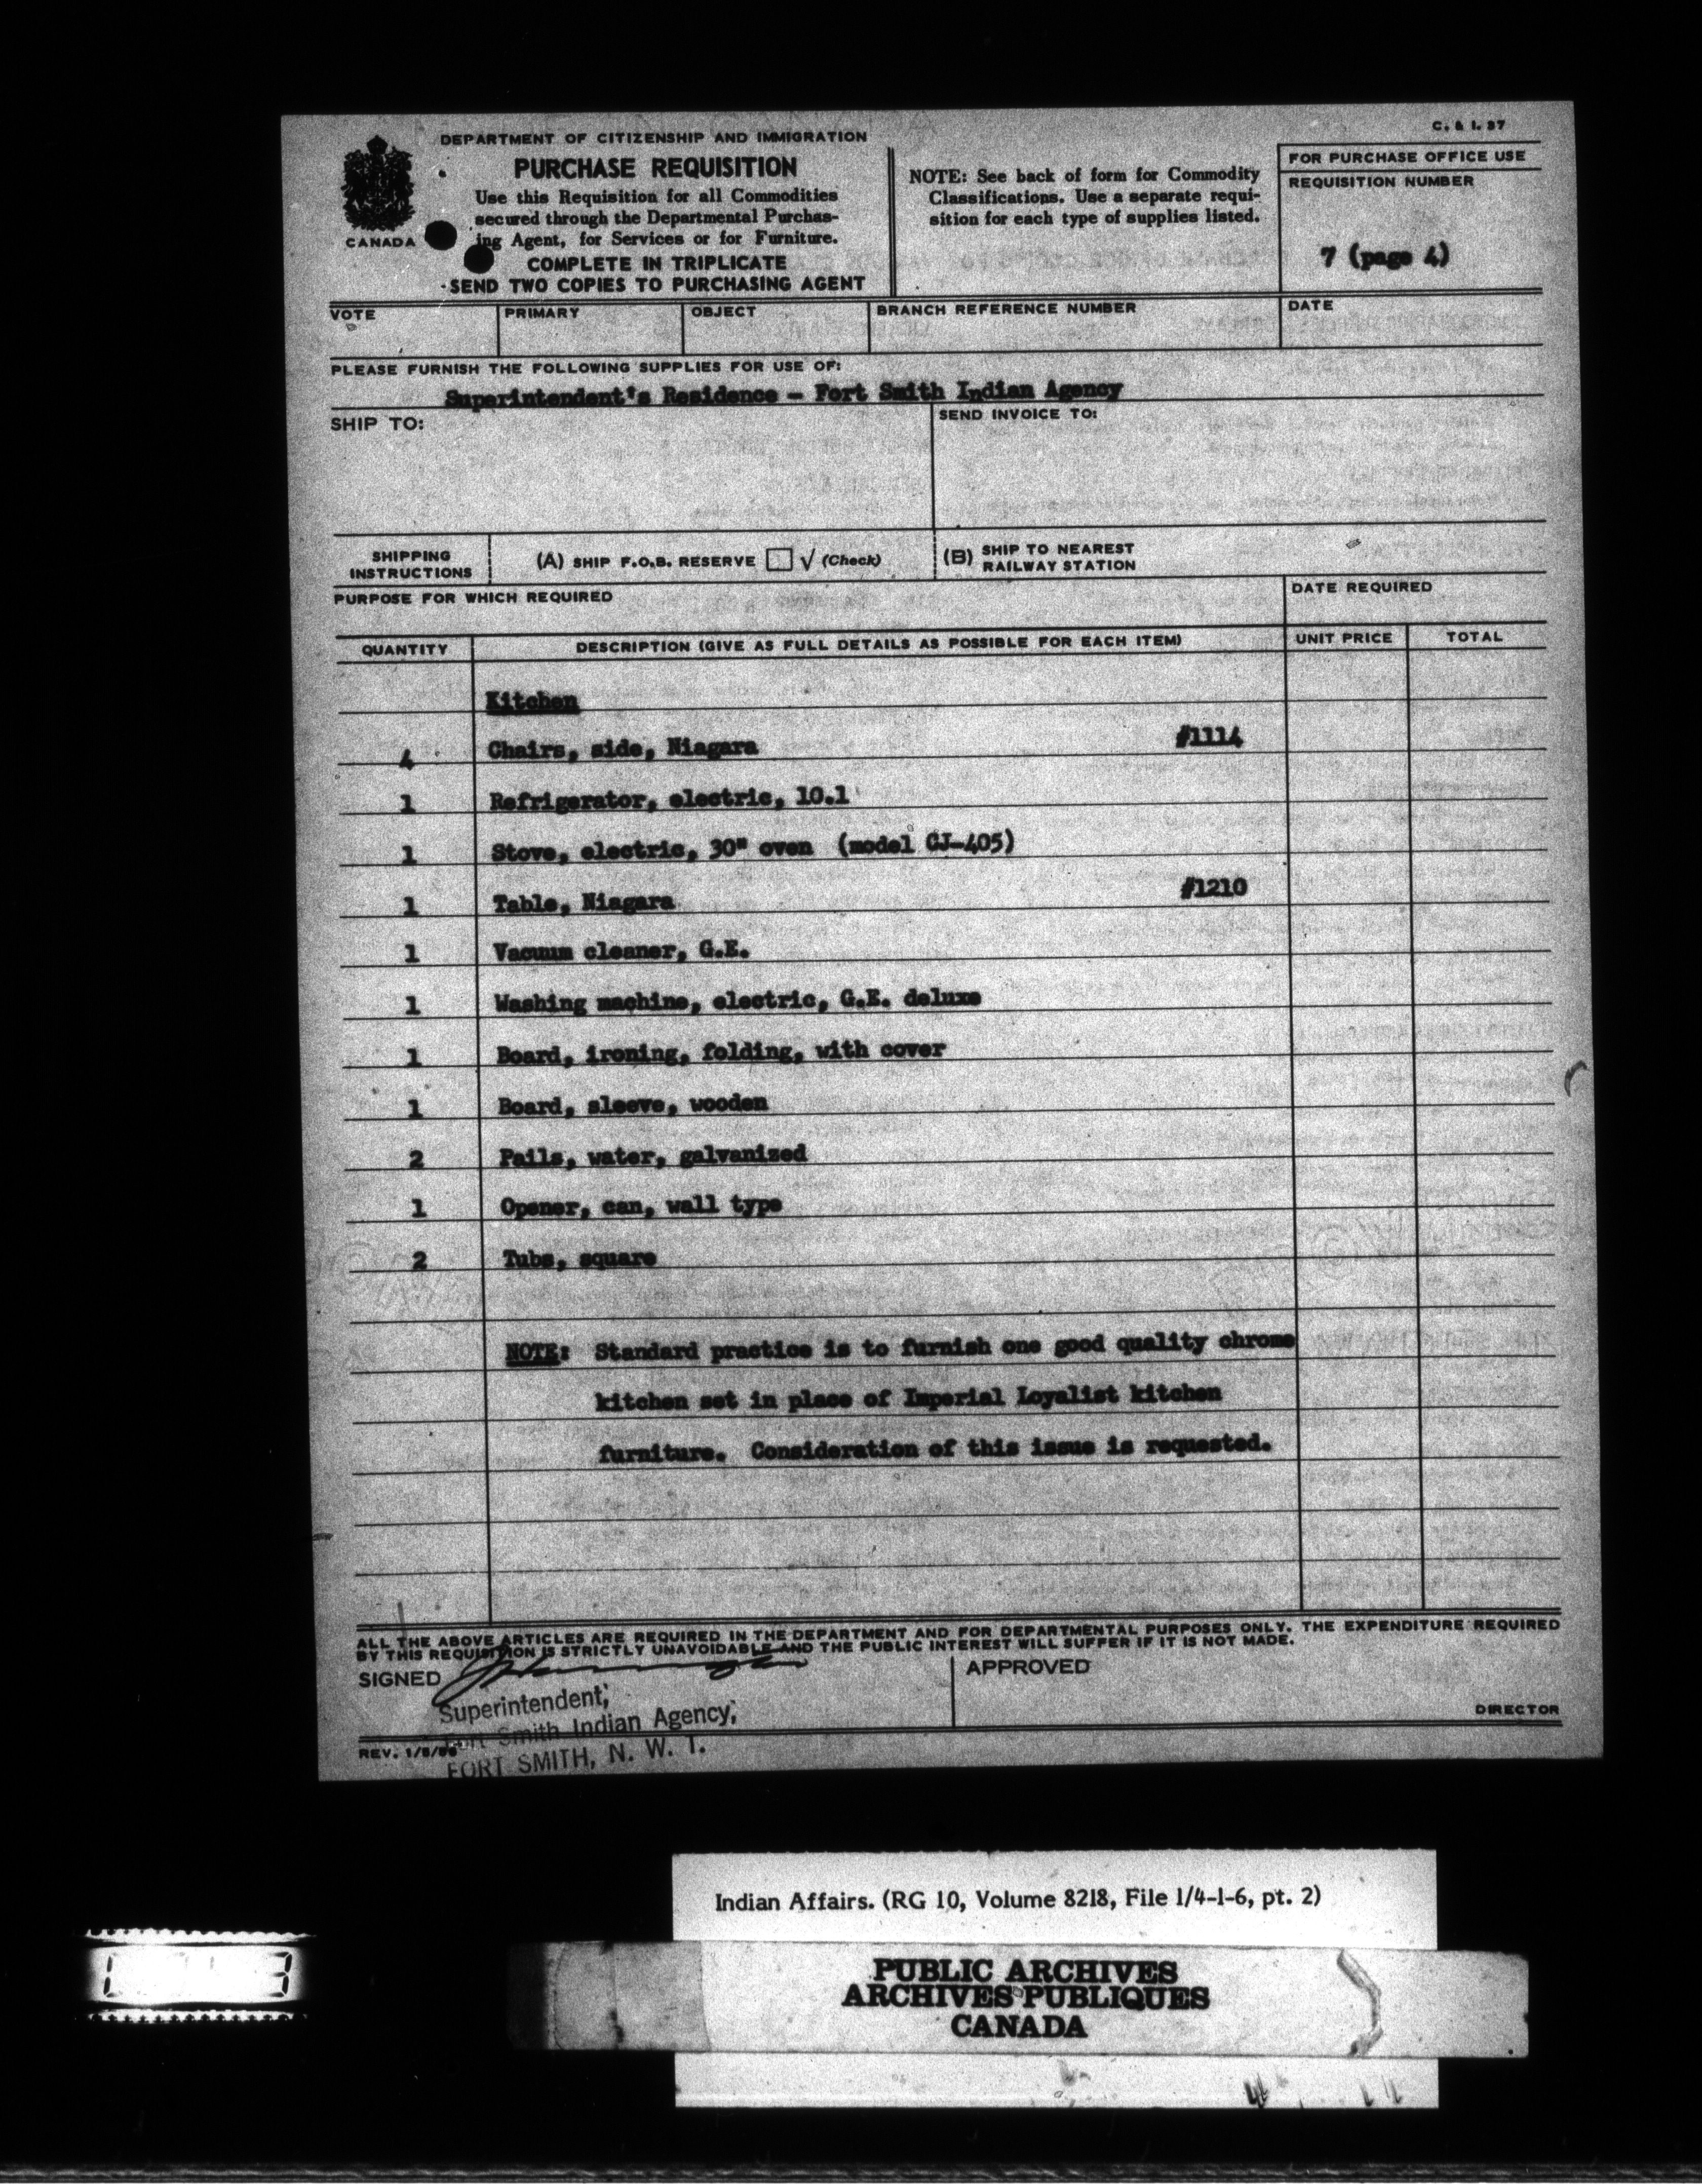 C. & I. 37
DEPARTMENT OF CITIZENSHIP AND IMMIGRATION
PURCHASE REQUISITION
Use this Requisition for all Commodities
secured through the Departmental Purchas-
ing Agent, for Services or for Furniture.
COMPLETE IN TRIPLICATE
SEND TWO COPIES TO PURCHASING AGENT
CANADA
NOTE: See back of form for Commodity
Classifications. Use a separate requi-
sition for each type of supplies listed.
FOR PURCHASE OFFICE USE
REQUISITION NUMBER
7 (page 4)
VOTE PRIMARY OBJECT BRANCH REFERENCE NUMBER DATE
PLEASE FURNISH THE FOLLOWING SUPPLIES FOR USE OF:
Superintendent's Residence - Fort Smith Indian Agency
SHIP TO: SEND INVOICE TO:
SHIPPING
INSTRUCTIONS
(A) SHIP F.O.B. RESERVE √ (Check)
(B) SHIP TO NEAREST
RAILWAY STATION
PURPOSE FOR WHICH REQUIRED DATE REQUIRED
QUANTITY DESCRIPTION (GIVE AS FULL DETAILS AS POSSIBLE FOR EACH ITEM) UNIT PRICE TOTAL
Kitchen
4 Chairs, side, Niagara #1114
1 Refrigerator, electric, 10.1
1 Stove, electric, 30" oven (model CJ-405)
1 Table, Niagara #1210
1 Vacuum cleaner, G.E.
1 Washing machine, electric, G.E. deluxe
1 Board, ironing, folding, with cover
1 Board, sleeve, wooden
2 Pails, water, galvanized
1 Opener, can, wall type
2 Tubs, square
NOTE: Standard practice is to furnish one good quality chrome
kitchen set in place of Imperial Loyalist kitchen
furniture. Consideration of this issue is requested.
ALL THE ABOVE ARTICLES ARE REQUIRED IN THE DEPARTMENT AND FOR DEPARTMENTAL PURPOSES ONLY. THE EXPENDITURE REQUIRED
BY THIS REQUISITION IS STRICTLY UNAVOIDABLE AND THE PUBLIC INTEREST WILL SUFFER IF IT IS NOT MADE.
SIGNED APPROVED
Superintendent,
Fort Smith Indian Agency,
FORT SMITH, N. W. T.
DIRECTOR
REV.
Indian Affairs. (RG 10, Volume 8218, File 1/4-1-6, pt. 2)
PUBLIC ARCHIVES
ARCHIVES PUBLIQUES
CANADA